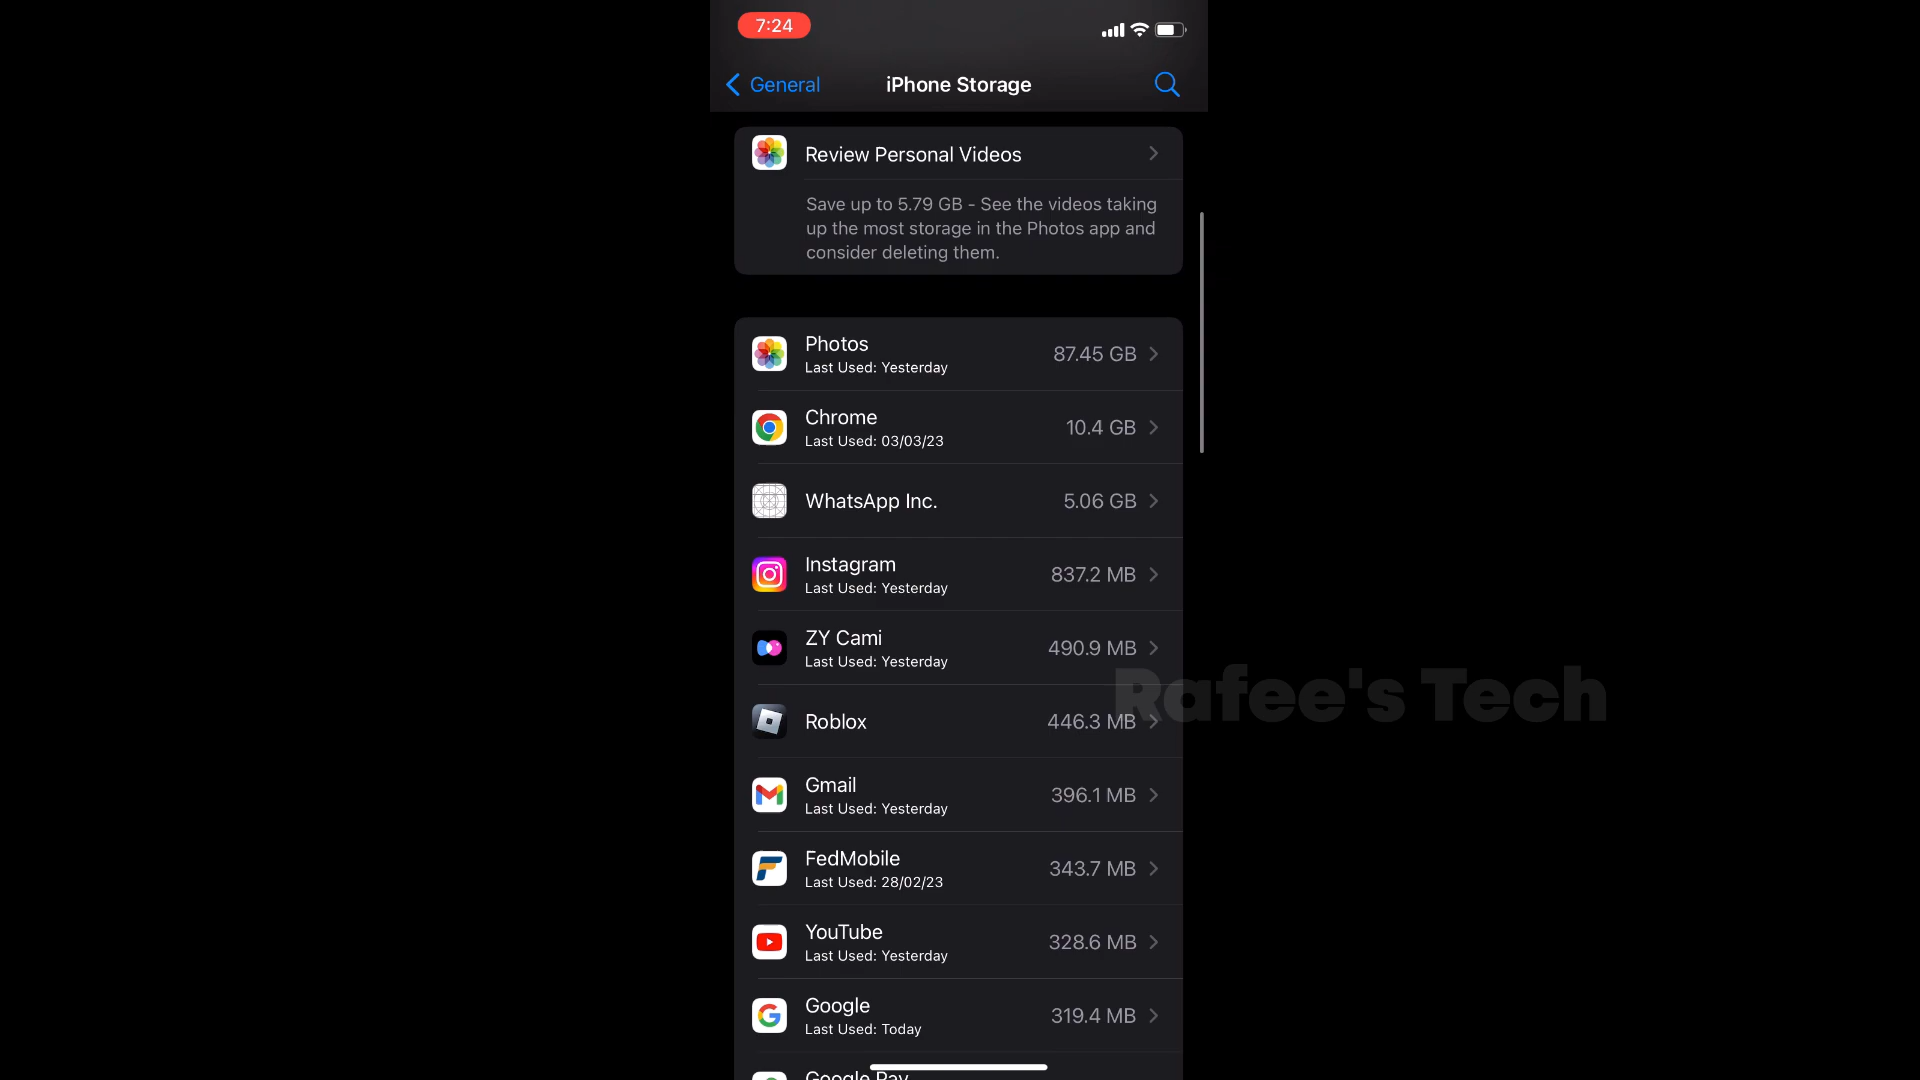 7:24
General
iPhone Storage
Review Personal Videos
Save up to 5.79 GB - See the videos taking
up the most storage in the Photos app and
consider deleting them.
Photos
Last Used: Yesterday
87.45 GB
Chrome
Last Used: 03/03/23
10.4 GB
WhatsApp Inc.
5.06 GB
Instagram
Last Used: Yesterday
837.2 MB
ZY Cami
Last Used: Yesterday
490.9 MB
Rafee's Tech
Roblox
446.3 MB
Gmail
Last Used: Yesterday
396.1 MB
FedMobile
Last Used: 28/02/23
343.7 MB
YouTube
Last Used: Yesterday
328.6 MB
Google
Last Used: Today
319.4 MB
Google Pay